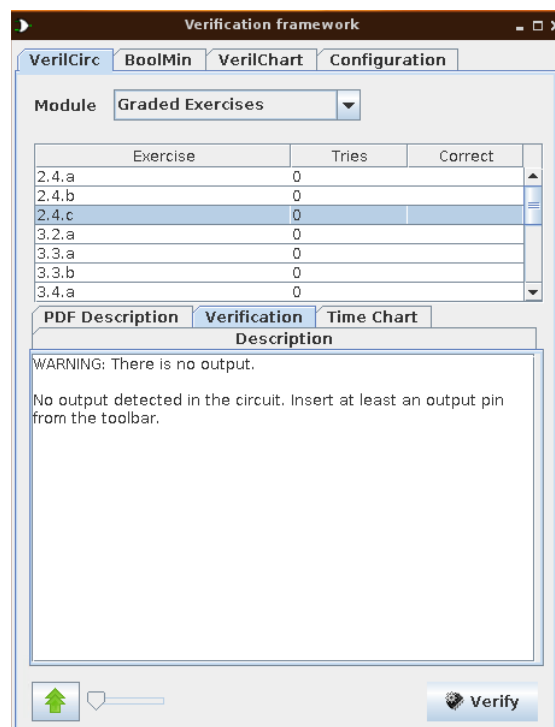 Verification framework
VerilCirc BoolMin VerilChart Configuration
Module Graded Exercises
Exercise Tries Correct
2.4.a 0
2.4.b 0
2.4.c 0
3.2.a 0
3.3.a 0
3.3.b 0
3.4.a 0
PDF Description Verification Time Chart
Description
WARNING: There is no output.
No output detected in the circuit. Insert at least an output pin
from the toolbar.
Verify